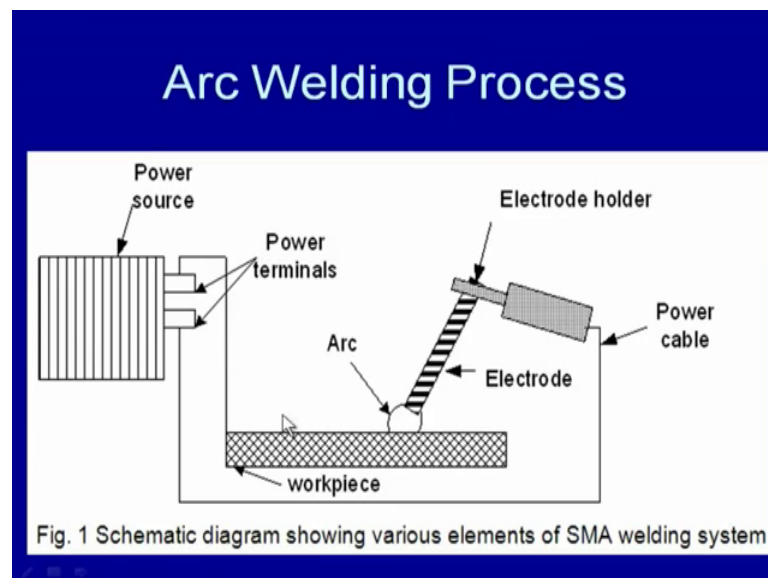 Arc Welding Process
Power
source
Electrode holder
Power
terminals
Power
cable
Arc
Electrode
workpiece
Fig. 1 Schematic diagram showing various elements of SMA welding system